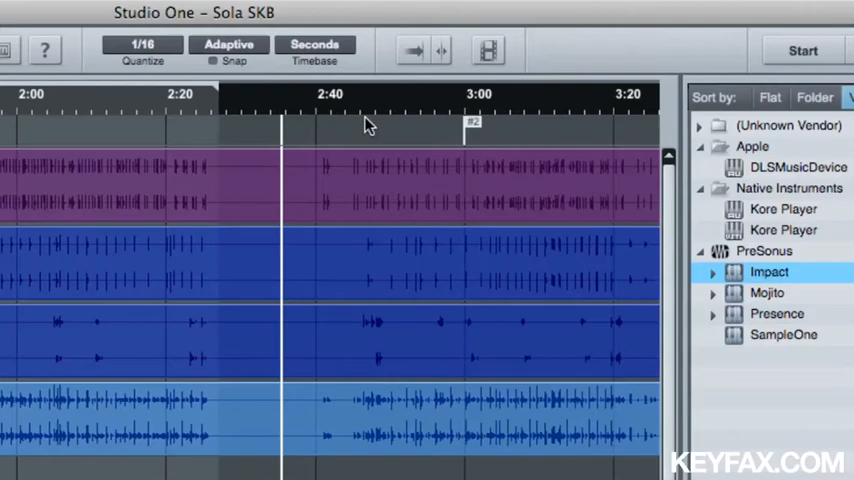 Studio One - Sola SKB
?
1/16
Quantize
Adaptive
Snap
Seconds
Timebase
Start
2:00
2:20
2:40
3:00
3:20
#2
Sort by:
Flat
Folder
(Unknown Vendor)
Apple
DLSMusicDevice
Native Instruments
Kore Player
Kore Player
PreSonus
Impact
Mojito
Presence
SampleOne
KEYFAX.COM